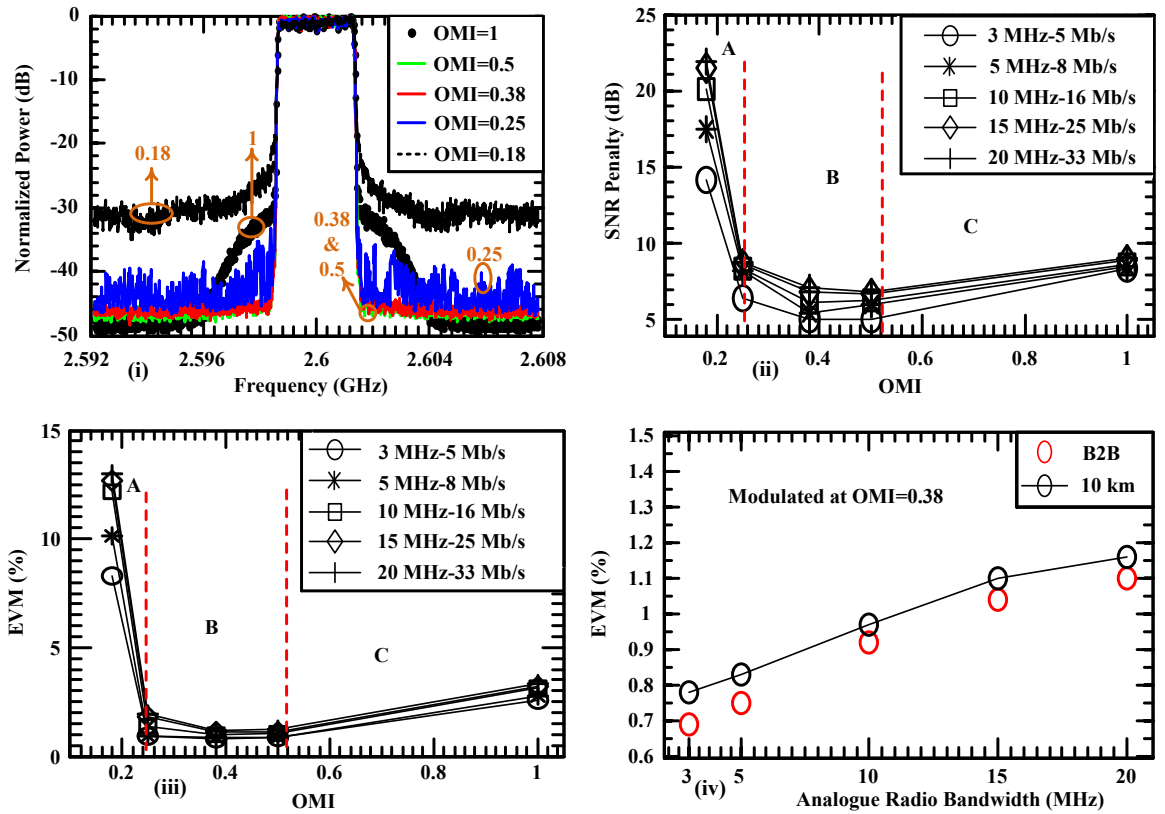 Normalized Power (dB)
0
-10
-20
-30
-40
-50
OMI=1
OMI=0.5
OMI=0.38
OMI=0.25
OMI=0.18
0.18
1
0.38
&
0.5
0.25
2.592
2.596
2.6
2.604
2.608
(i)
Frequency (GHz)
SNR Penalty (dB)
25
20
15
10
5
A
B
C
3 MHz-5 Mb/s
5 MHz-8 Mb/s
10 MHz-16 Mb/s
15 MHz-25 Mb/s
20 MHz-33 Mb/s
0.2
0.4
0.6
0.8
1
(ii)
OMI
EVM (%)
15
10
5
0
A
B
C
3 MHz-5 Mb/s
5 MHz-8 Mb/s
10 MHz-16 Mb/s
15 MHz-25 Mb/s
20 MHz-33 Mb/s
0.2
0.4
0.6
0.8
1
(iii)
OMI
EVM (%)
1.5
1.4
1.3
1.2
1.1
1
0.9
0.8
0.7
0.6
B2B
10 km
Modulated at OMI=0.38
3
5
10
15
20
(iv)
Analogue Radio Bandwidth (MHz)